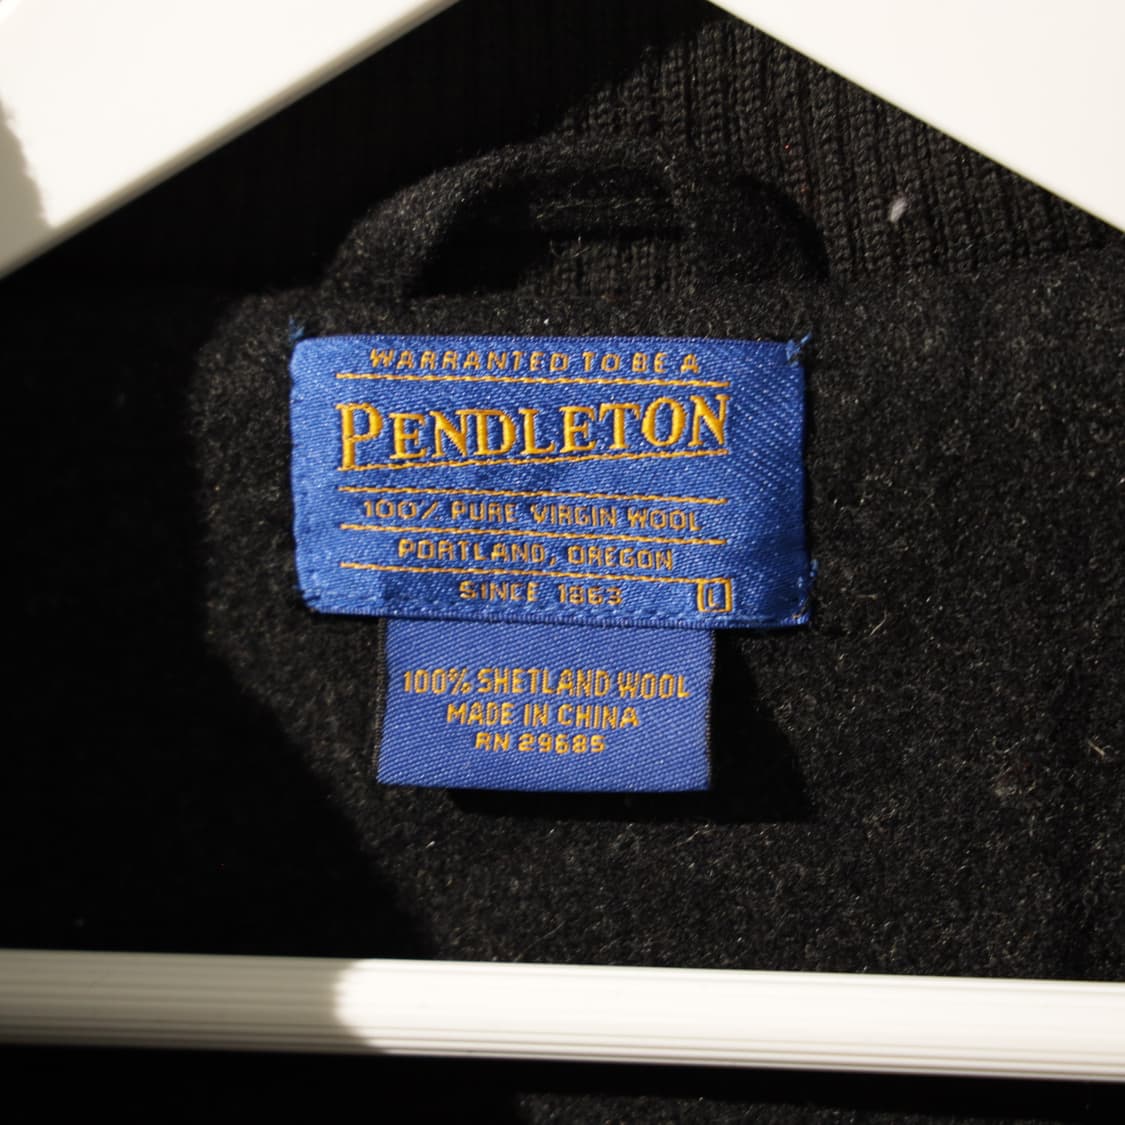 WARRANTED TO BE A
PENDLETON
100% PURE VIRGIN WOOL
PORTLAND, OREGON
SINCE 1863 L
100% SHETLAND WOOL
MADE IN CHINA
RN 29685